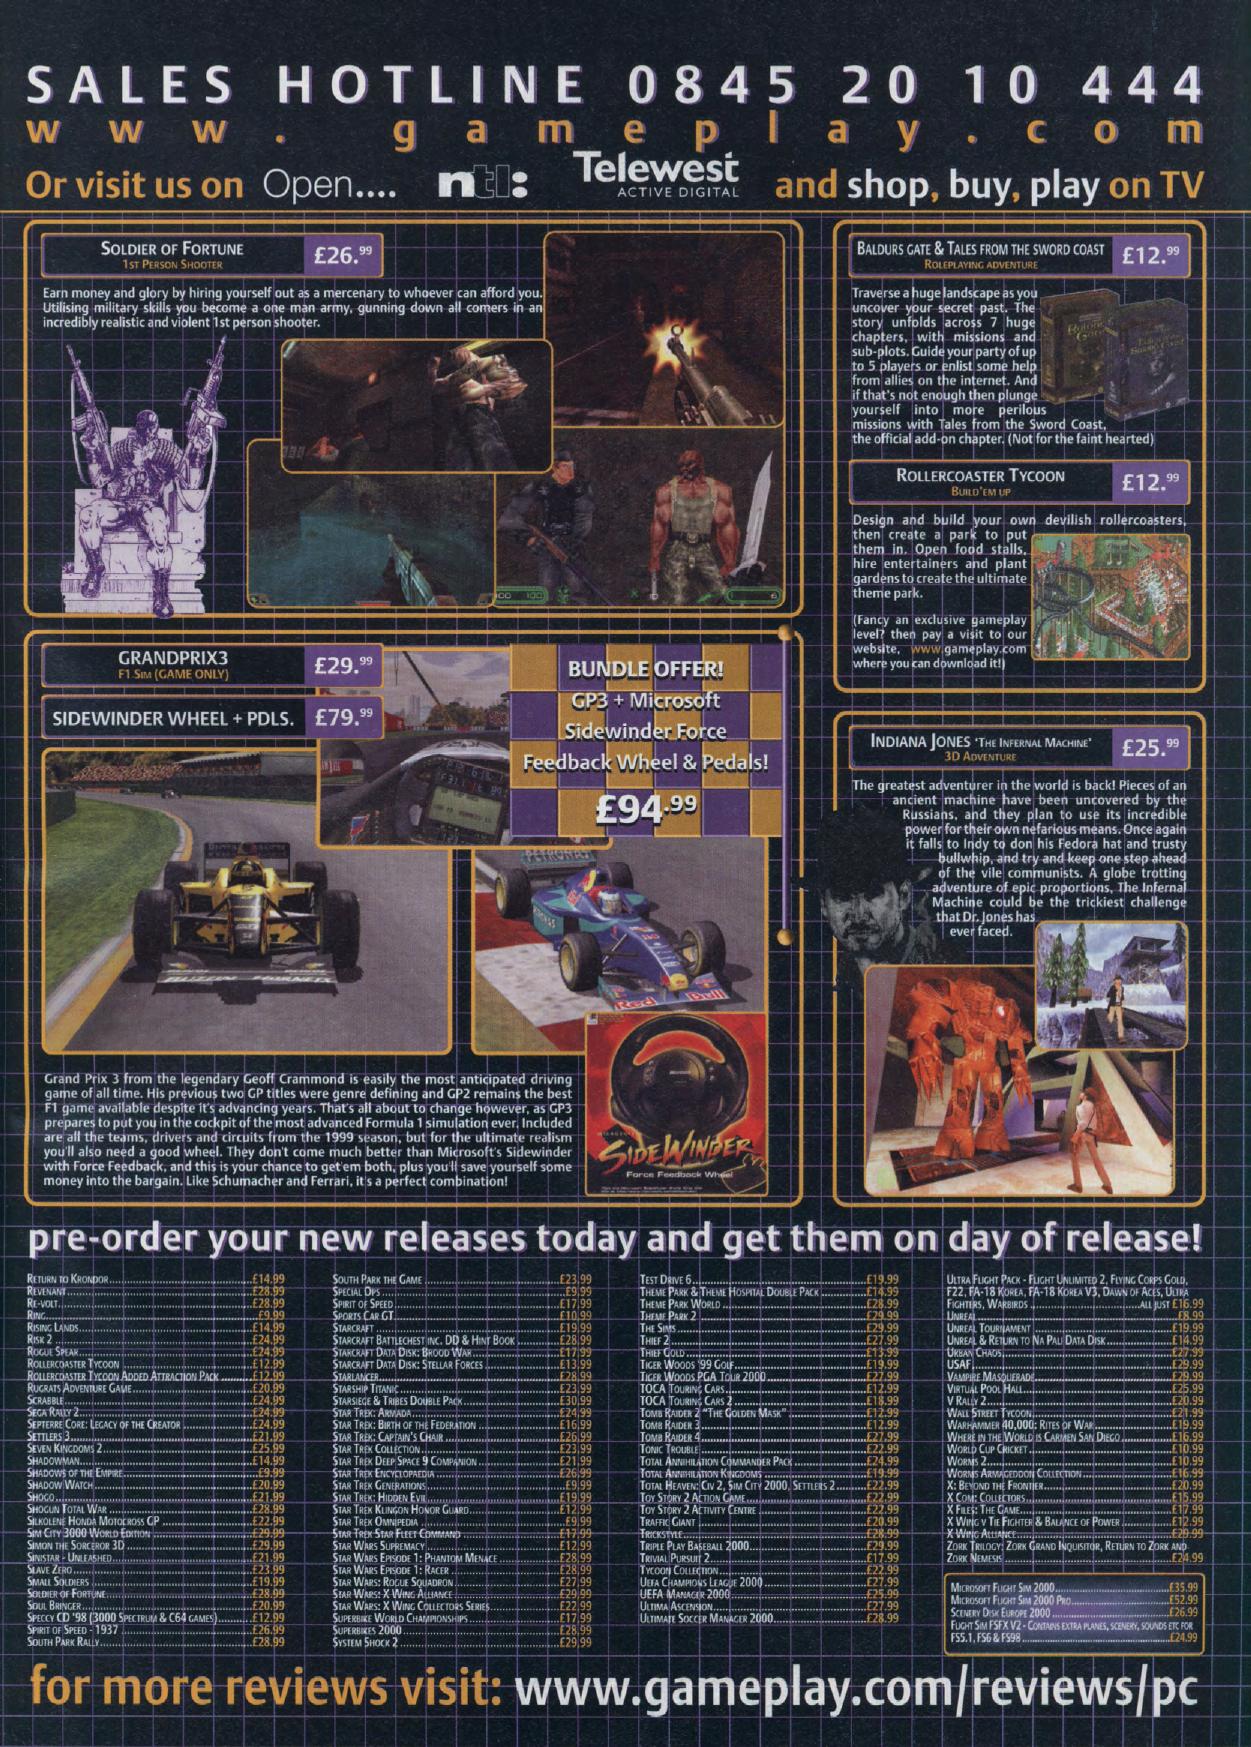 SALES HOTLINE 0845 20 10 444
www.gameplay.com
Or visit us on Open.... ntl: Telewest ACTIVE DIGITAL and shop, buy, play on TV
SOLDIER OF FORTUNE £26.99
1ST PERSON SHOOTER
Earn money and glory by hiring yourself out as a mercenary to whoever can afford you.
Utilising military skills you become a one man army, gunning down all comers in an
incredibly realistic and violent 1st person shooter.
GRANDPRIX3 £29.99
F1 SIM (GAME ONLY)
SIDEWINDER WHEEL + PDLS. £79.99
BUNDLE OFFER!
GP3 + Microsoft
Sidewinder Force
Feedback Wheel & Pedals!
£94.99
Red Bull
SIDEWINDER
Force Feedback Wheel
Grand Prix 3 from the legendary Geoff Crammond is easily the most anticipated driving
game of all time. His previous two GP titles were genre defining and GP2 remains the best
F1 game available despite it's advancing years. That's all about to change however, as GP3
prepares to put you in the cockpit of the most advanced Formula 1 simulation ever. Included
are all the teams, drivers and circuits from the 1999 season, but for the ultimate realism
you'll also need a good wheel. They don't come much better than Microsoft's Sidewinder
with Force Feedback, and this is your chance to get'em both, plus you'll save yourself some
money into the bargain. Like Schumacher and Ferrari, it's a perfect combination!
BALDURS GATE & TALES FROM THE SWORD COAST £12.99
ROLEPLAYING ADVENTURE
Traverse a huge landscape as you
uncover your secret past. The
story unfolds across 7 huge
chapters, with missions and
sub-plots. Guide your party of up
to 5 players or enlist some help
from allies on the internet. And
if that's not enough then plunge
yourself into more perilous
missions with Tales from the Sword Coast,
the official add-on chapter. (Not for the faint hearted)
ROLLERCOASTER TYCOON £12.99
BUILD'EM UP
Design and build your own devilish rollercoasters,
then create a park to put
them in. Open food stalls,
hire entertainers and plant
gardens to create the ultimate
theme park.
(Fancy an exclusive gameplay
level? then pay a visit to our
website, www.gameplay.com
where you can download it!)
INDIANA JONES 'THE INFERNAL MACHINE' £25.99
3D ADVENTURE
The greatest adventurer in the world is back! Pieces of an
ancient machine have been uncovered by the
Russians, and they plan to use its incredible
power for their own nefarious means. Once again
it falls to Indy to don his Fedora hat and trusty
bullwhip, and try and keep one step ahead
of the vile communists. A globe trotting
adventure of epic proportions, The Infernal
Machine could be the trickiest challenge
that Dr. Jones has
ever faced.
pre-order your new releases today and get them on day of release!
RETURN TO KRONDOR £14.99
REVENANT £28.99
RE-VOLT £28.99
RING £9.99
RISING LANDS £14.99
RISK 2 £24.99
ROGUE SPEAR £24.99
ROLLERCOASTER TYCOON £12.99
ROLLERCOASTER TYCOON ADDED ATTRACTION PACK £12.99
RUGRATS ADVENTURE GAME £20.99
SCRABBLE £24.99
SEGA RALLY 2 £24.99
SEPTERRE CORE: LEGACY OF THE CREATOR £24.99
SETTLERS 3 £21.99
SEVEN KINGDOMS 2 £25.99
SHADOWMAN £14.99
SHADOWS OF THE EMPIRE £9.99
SHADOW WATCH £20.99
SHOGO £21.99
SHOGUN TOTAL WAR £28.99
SILKOLENE HONDA MOTOCROSS GP £22.99
SIM CITY 3000 WORLD EDITION £29.99
SIMON THE SORCEROR 3D £29.99
SINISTAR - UNLEASHED £21.99
SLAVE ZERO £23.99
SMALL SOLDIERS £19.99
SOLDIER OF FORTUNE £28.99
SOUL BRINGER £20.99
SPECCY CD '98 (3000 SPECTRUM & C64 GAMES) £12.99
SPIRIT OF SPEED - 1937 £26.99
SOUTH PARK RALLY £28.99
SOUTH PARK THE GAME £23.99
SPECIAL OPS £9.99
SPIRIT OF SPEED £17.99
SPORTS CAR GT £10.99
STARCRAFT £19.99
STARCRAFT BATTLECHEST INC. DD & HINT BOOK £28.99
STARCRAFT DATA DISK: BROOD WAR £17.99
STARCRAFT DATA DISK: STELLAR FORCES £13.99
STARLANCER £28.99
STARSHIP TITANIC £23.99
STARSIEGE & TRIBES DOUBLE PACK £30.99
STAR TREK: ARMADA £24.99
STAR TREK: BIRTH OF THE FEDERATION £16.99
STAR TREK: CAPTAIN'S CHAIR £26.99
STAR TREK COLLECTION £23.99
STAR TREK DEEP SPACE 9 COMPANION £21.99
STAR TREK ENCYCLOPAEDIA £26.99
STAR TREK GENERATIONS £9.99
STAR TREK: HIDDEN EVIL £19.99
STAR TREK KLINGON HONOR GUARD £12.99
STAR TREK OMNIPEDIA £9.99
STAR TREK STAR FLEET COMMAND £17.99
STAR WARS SUPREMACY £12.99
STAR WARS EPISODE 1: PHANTOM MENACE £28.99
STAR WARS EPISODE 1: RACER £28.99
STAR WARS: ROGUE SQUADRON £27.99
STAR WARS: X WING ALLIANCE £29.99
STAR WARS: X WING COLLECTORS SERIES £22.99
SUPERBIKE WORLD CHAMPIONSHIPS £17.99
SUPERBIKES 2000 £28.99
SYSTEM SHOCK 2 £29.99
TEST DRIVE 6 £19.99
THEME PARK & THEME HOSPITAL DOUBLE PACK £14.99
THEME PARK WORLD £28.99
THEME PARK 2 £27.99
THE SIMS £29.99
THIEF 2 £27.99
THIEF GOLD £13.99
TIGER WOODS '99 GOLF £19.99
TIGER WOODS PGA TOUR 2000 £27.99
TOCA TOURING CARS £12.99
TOCA TOURING CARS 2 £18.99
TOMB RAIDER 2 "THE GOLDEN MASK" £12.99
TOMB RAIDER 3 £12.99
TOMB RAIDER 4 £27.99
TONIC TROUBLE £22.99
TOTAL ANNIHILATION COMMANDER PACK £24.99
TOTAL ANNIHILATION KINGDOMS £19.99
TOTAL HEAVEN: CIV 2, SIM CITY 2000, SETTLERS 2 £22.99
TOY STORY 2 ACTION GAME £22.99
TOY STORY 2 ACTIVITY CENTRE £22.99
TRAFFIC GIANT £20.99
TRICKSTYLE £28.99
TRIPLE PLAY BASEBALL 2000 £29.99
TRIVIAL PURSUIT 2 £17.99
TYCOON COLLECTION £22.99
UEFA CHAMPIONS LEAGUE 2000 £27.99
UEFA MANAGER 2000 £25.99
ULTIMA ASCENSION £27.99
ULTIMATE SOCCER MANAGER 2000 £28.99
ULTRA FLIGHT PACK - FLIGHT UNLIMITED 2, FLYING CORPS GOLD,
F22, FA-18 KOREA, FA-18 KOREA V3, DAWN OF ACES, ULTRA
FIGHTERS, WARBIRDS ALL JUST £16.99
UNREAL £8.99
UNREAL TOURNAMENT £19.99
UNREAL & RETURN TO NA PALI DATA DISK £14.99
URBAN CHAOS £27.99
USAF £29.99
VAMPIRE MASQUERADE £29.99
VIRTUAL POOL HALL £25.99
V RALLY 2 £20.99
WALL STREET TYCOON £21.99
WARHAMMER 40,000: RITES OF WAR £19.99
WHERE IN THE WORLD IS CARMEN SAN DIEGO £16.99
WORLD CUP CRICKET £10.99
WORMS 2 £10.99
WORMS ARMAGEDDON COLLECTION £16.99
X: BEYOND THE FRONTIER £20.99
X COM: COLLECTORS £15.99
X FILES: THE GAME £17.99
X WING V TIE FIGHTER & BALANCE OF POWER £12.99
X WING ALLIANCE £29.99
ZORK TRILOGY: ZORK GRAND INQUISITOR, RETURN TO ZORK AND
ZORK NEMESIS £24.99
MICROSOFT FLIGHT SIM 2000 £35.99
MICROSOFT FLIGHT SIM 2000 PRO £52.99
SCENERY DISK EUROPE 2000 £26.99
FLIGHT SIM FSFX V2 - CONTAINS EXTRA PLANES, SCENERY, SOUNDS ETC FOR
FS5.1, FS6 & FS98 £24.99
for more reviews visit: www.gameplay.com/reviews/pc